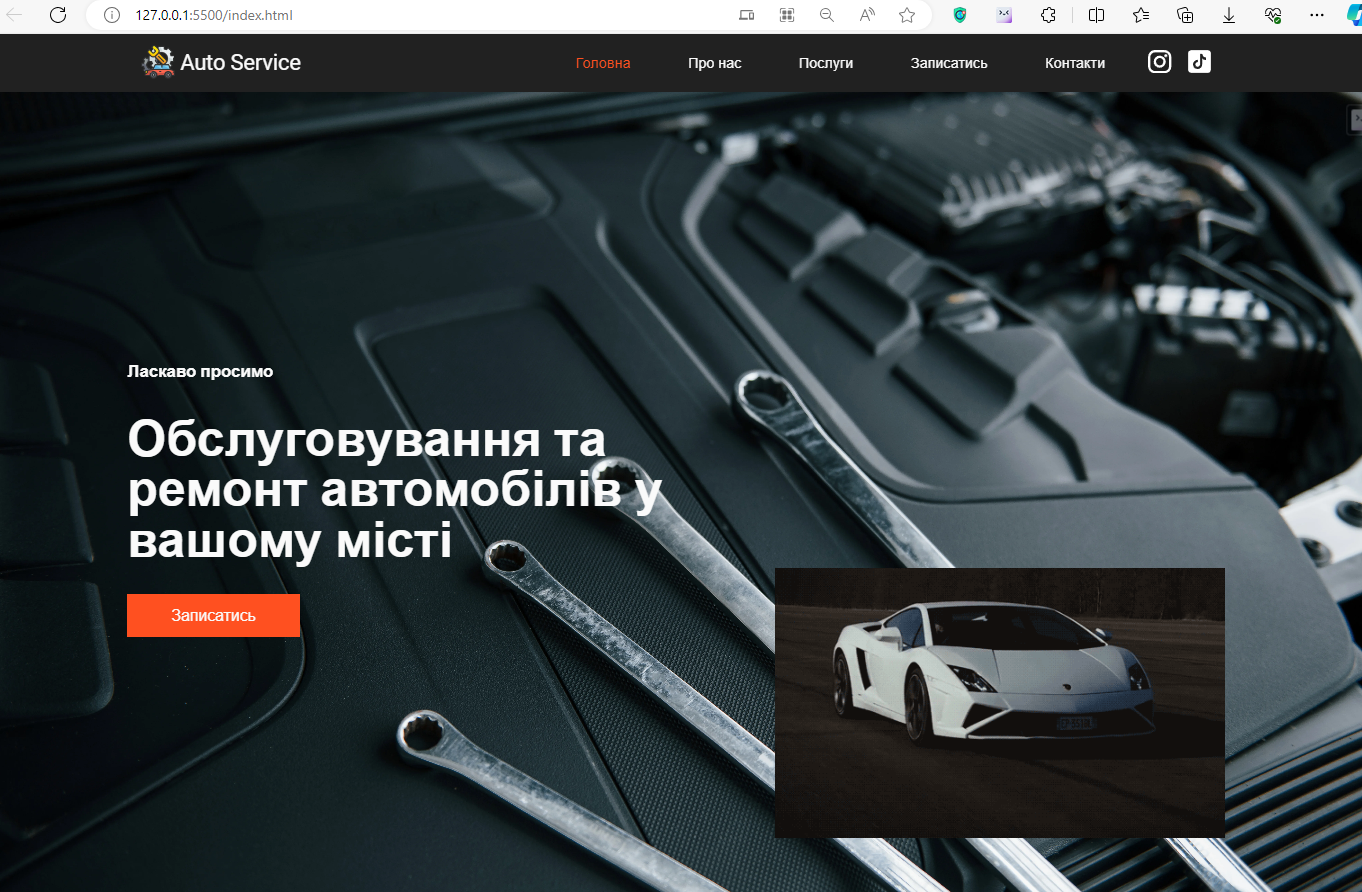 127.0.0.1:5500/index.html
Auto Service
Головна
Про нас
Послуги
Записатись
Контакти
Ласкаво просимо
Обслуговування та
ремонт автомобілів у
вашому місті
Записатись